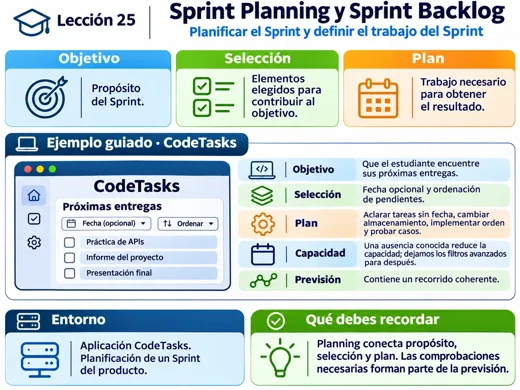 Lección 25
Sprint Planning y Sprint Backlog
Planificar el Sprint y definir el trabajo del Sprint
Objetivo
Propósito
del Sprint.
Selección
Elementos
elegidos para
contribuir al
objetivo.
Plan
Trabajo necesario
para obtener
el resultado.
Ejemplo guiado · CodeTasks
CodeTasks
Próximas entregas
Fecha (opcional)
Ordenar
Práctica de APIs
Informe del proyecto
Presentación final
Objetivo
Que el estudiante encuentre
sus próximas entregas.
Selección
Fecha opcional y ordenación
de pendientes.
Plan
Aclarar tareas sin fecha, cambiar
almacenamiento, implementar orden
y probar casos.
Capacidad
Una ausencia conocida reduce la
capacidad; dejamos los filtros avanzados
para después.
Previsión
Contiene un recorrido coherente.
Entorno
Aplicación CodeTasks.
Planificación de un Sprint
del producto.
Qué debes recordar
Planning conecta propósito,
selección y plan. Las comprobaciones
necesarias forman parte de la previsión.